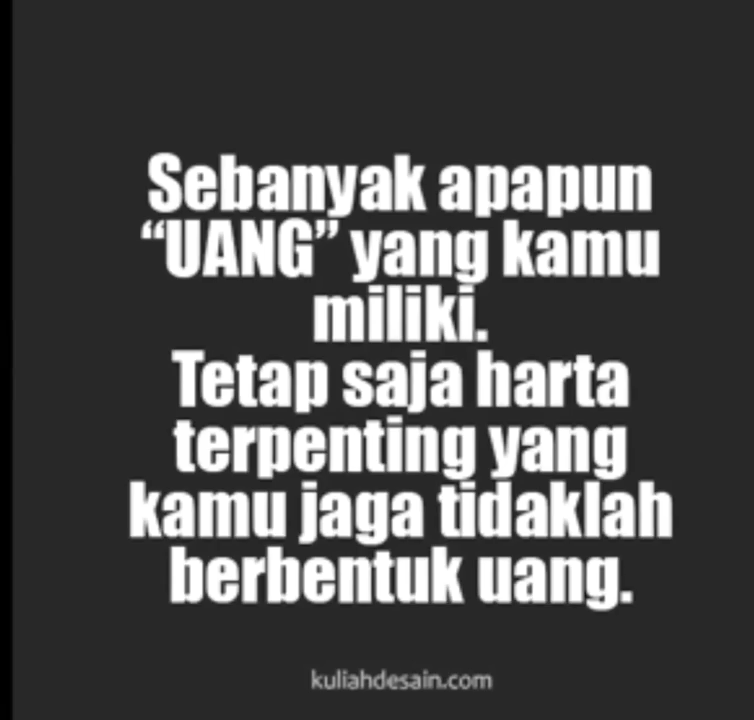 Sebanyak apapun
“UANG” yang kamu
miliki.
Tetap saja harta
terpenting yang
kamu jaga tidaklah
berbentuk uang.
kuliahdesain.com